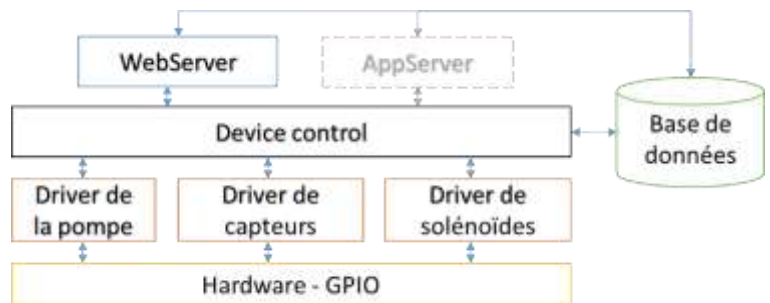 WebServer
AppServer
Device control
Base de
données
Driver de
la pompe
Driver de
capteurs
Driver de
solénoïdes
Hardware - GPIO